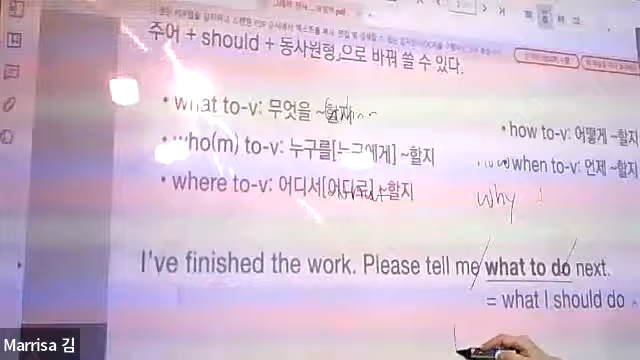 주어 + should + 동사원형」으로 바꿔 쓸 수 있다.
• what to-v: 무엇을 ~할지
• who(m) to-v: 누구를[누구에게] ~할지
• where to-v: 어디서[어디로] ~할지
• how to-v: 어떻게 ~할지
when to-v: 언제 ~할지
why
I've finished the work. Please tell me what to do next.
= what I should do
Marrisa 김